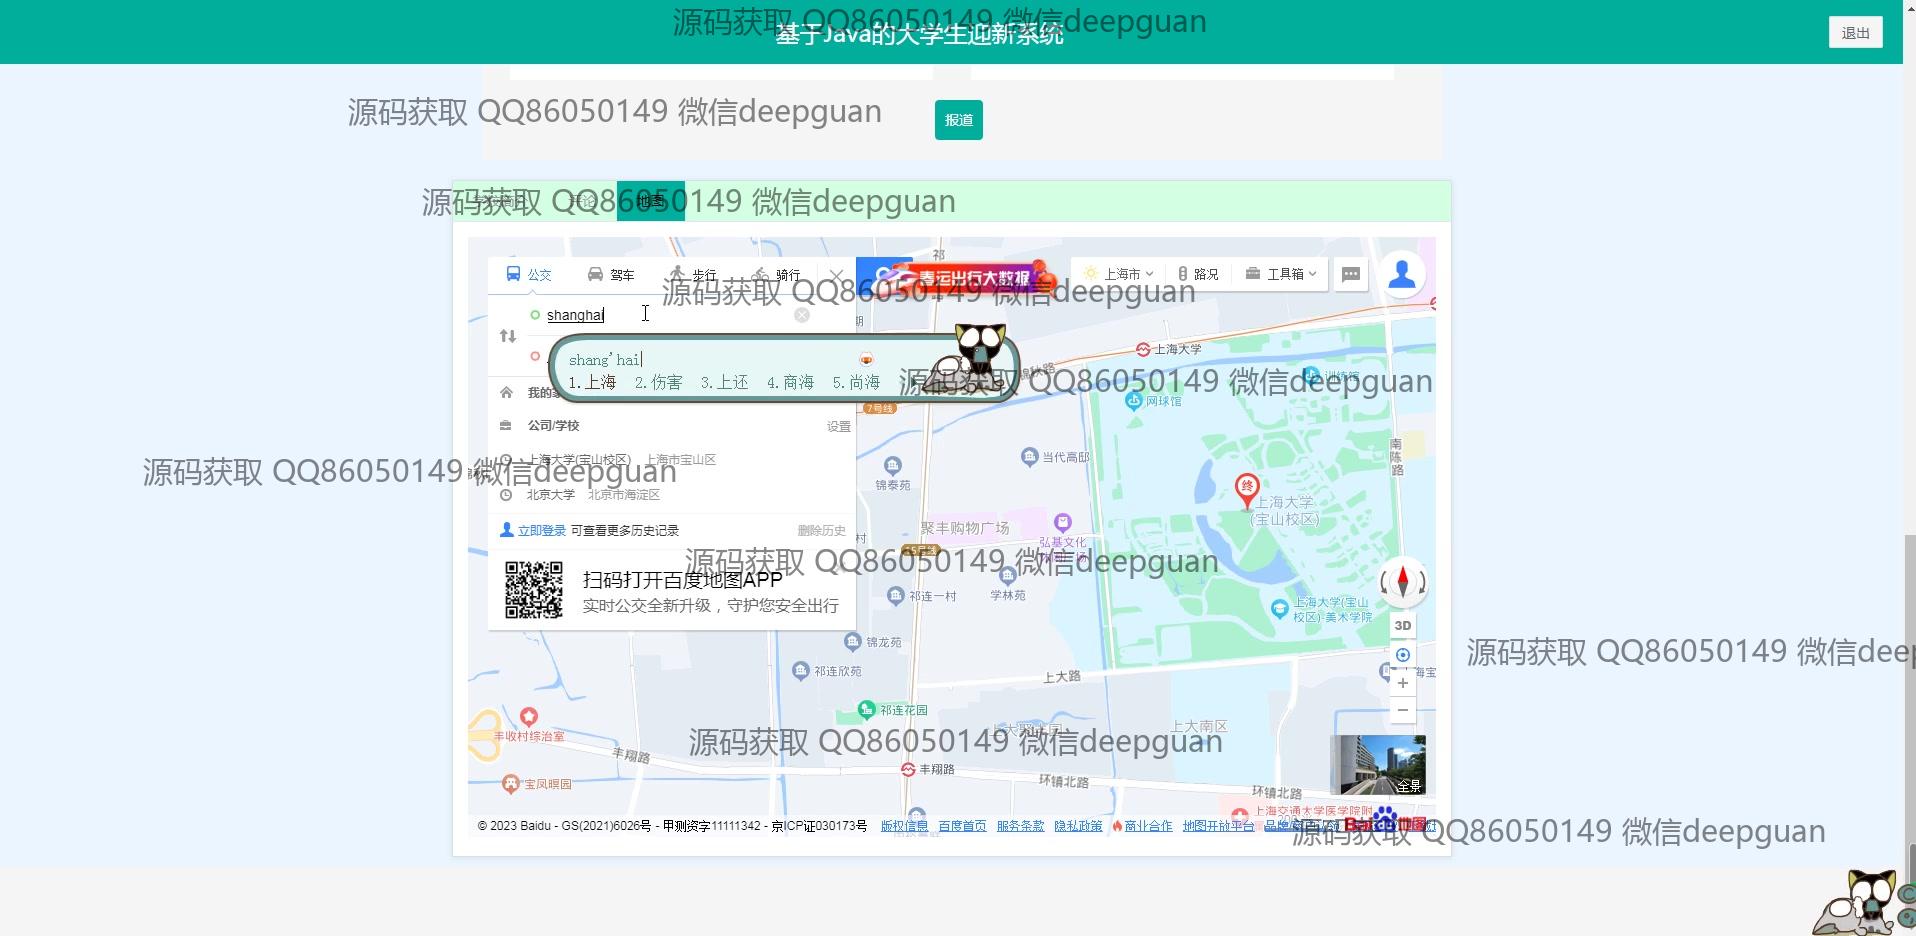 源码获取 QQ86050149 微信deepguan
基于Java的大学生迎新系统
退出
源码获取 QQ86050149 微信deepguan
报道
源码获取 QQ86050149 微信deepguan
地图
公交 驾车 步行 骑行
春运出行大数据
上海市 路况 工具箱
源码获取 QQ86050149 微信deepguan
祁
shanghai
shang'hai
1.上海 2.伤害 3.上还 4.商海 5.尚海
上海大学
锦秋路
源码获取 QQ86050149 微信deepguan
训练馆
网球馆
7号线
公司/学校 设置
南陈路
当代高邸
上海大学(宝山校区) 上海市宝山区
源码获取 QQ86050149 微信deepguan
锦泰苑
北京大学 北京市海淀区
终
上海大学
(宝山校区)
立即登录 可查看更多历史记录 删除历史
聚丰购物广场
弘基文化
村
15号线
源码获取 QQ86050149 微信deepguan
扫码打开百度地图APP
实时公交全新升级，守护您安全出行
祁连一村
学林苑
上海大学(宝山
校区)-美术学院
3D
锦龙苑
源码获取 QQ86050149 微信deep
祁连欣苑
上大路
海宝
祁连花园
上大聚丰园
上大南区
丰收村综治室
源码获取 QQ86050149 微信deepguan
丰翔路
丰翔路
环镇北路
环镇北路
宝凤暝园
全景
上海交通大学医学院附
© 2023 Baidu - GS(2021)6026号 - 甲测资字11111342 - 京ICP证030173号 版权信息 百度首页 服务条款 隐私政策 商业合作 地图开放平台
源码获取 QQ86050149 微信deepguan